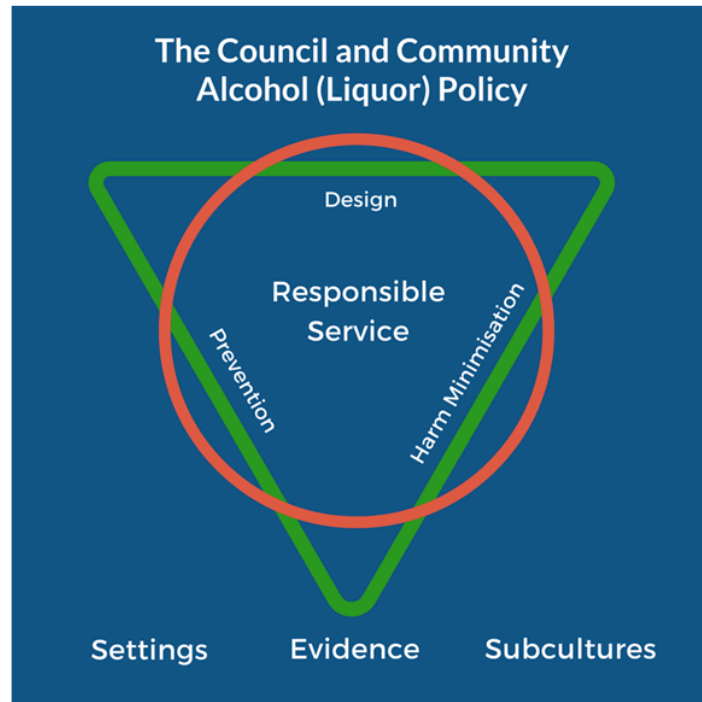 The Council and Community
Alcohol (Liquor) Policy
Design
Responsible
Service
Prevention
Harm Minimisation
Settings
Evidence
Subcultures